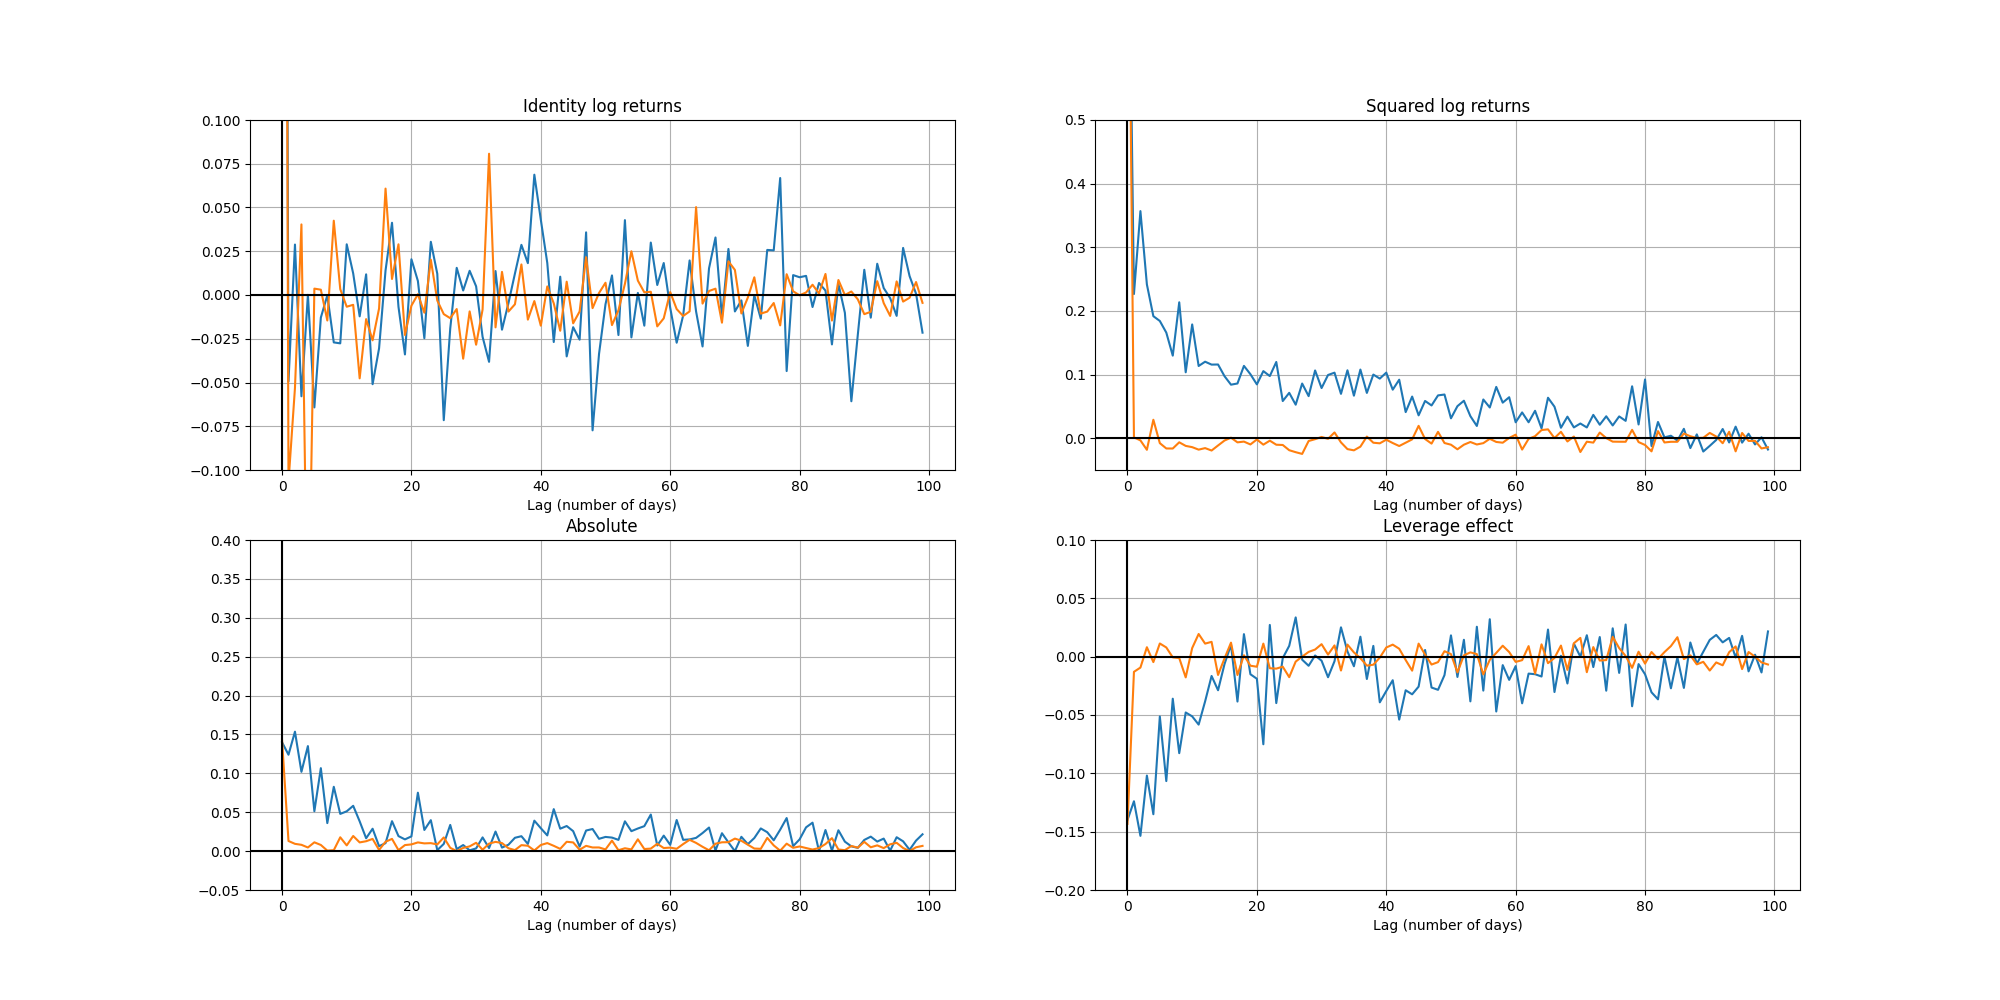 Identity log returns
0.100
0.075
0.050
0.025
0.000
−0.025
−0.050
−0.075
−0.100
0 20 40 60 80 100
Lag (number of days)
Squared log returns
0.5
0.4
0.3
0.2
0.1
0.0
0 20 40 60 80 100
Lag (number of days)
Absolute
0.40
0.35
0.30
0.25
0.20
0.15
0.10
0.05
0.00
−0.05
0 20 40 60 80 100
Lag (number of days)
Leverage effect
0.10
0.05
0.00
−0.05
−0.10
−0.15
−0.20
0 20 40 60 80 100
Lag (number of days)